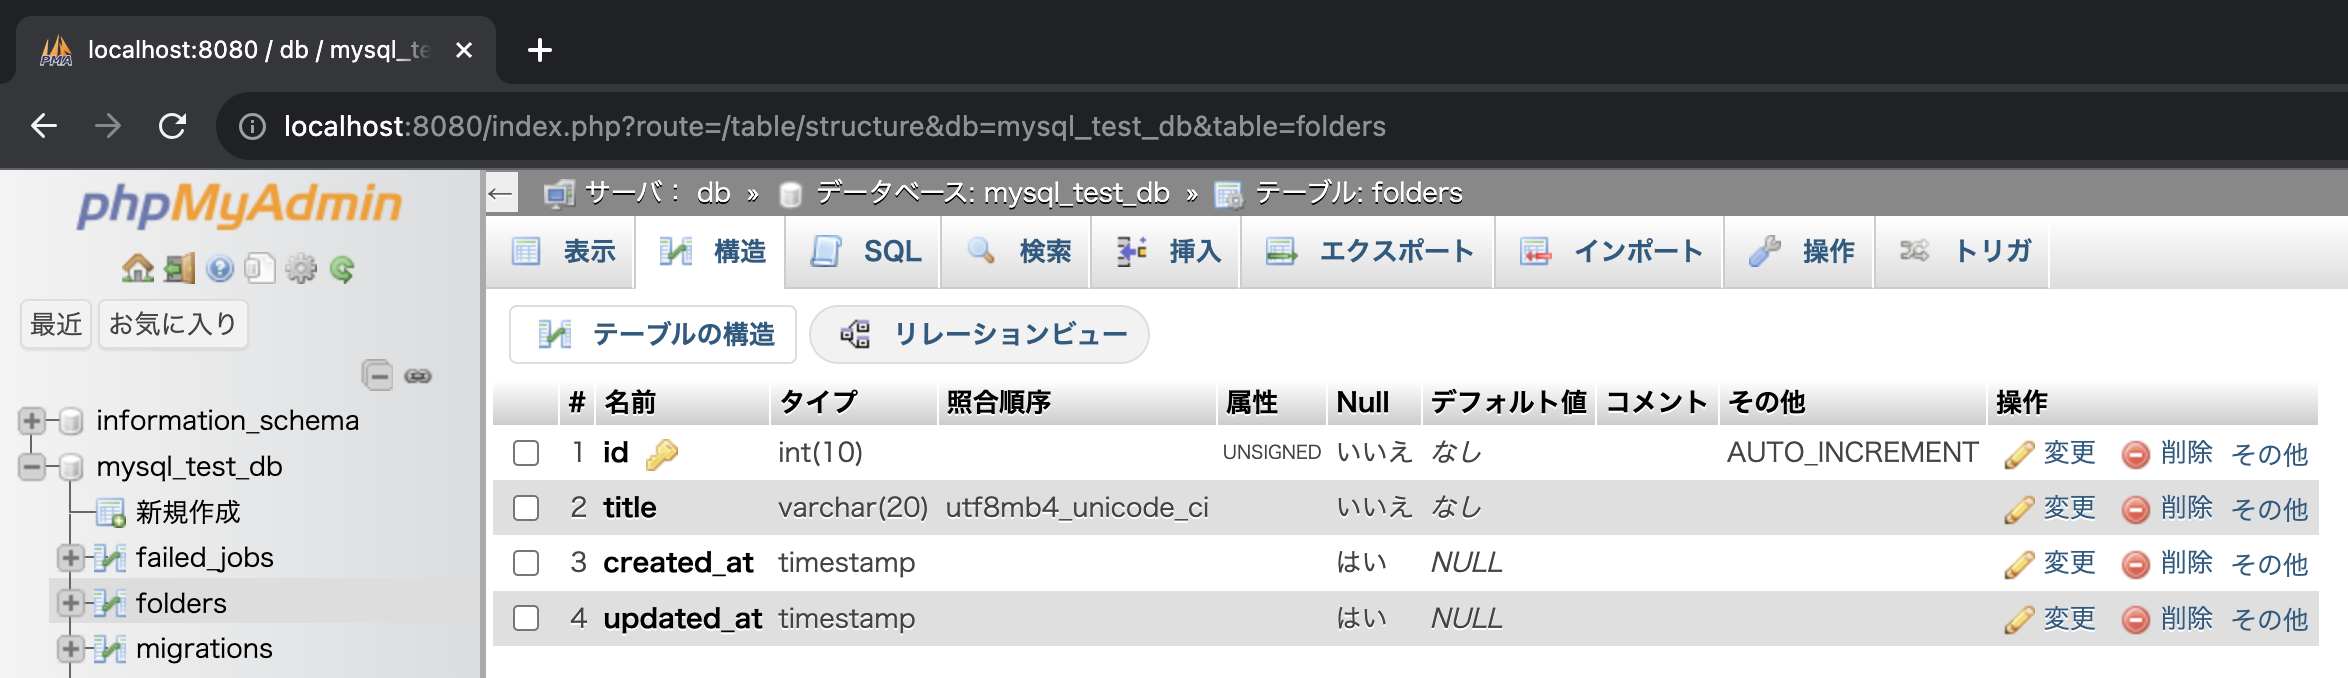 localhost:8080 / db / mysql_te
localhost:8080/index.php?route=/table/structure&db=mysql_test_db&table=folders
phpMyAdmin
最近 お気に入り
information_schema
mysql_test_db
新規作成
failed_jobs
folders
migrations
サーバ： db » データベース: mysql_test_db » テーブル: folders
表示 構造 SQL 検索 挿入 エクスポート インポート 操作 トリガ
テーブルの構造 リレーションビュー
# 名前 タイプ 照合順序 属性 Null デフォルト値 コメント その他 操作
1 id int(10) UNSIGNED いいえ なし AUTO_INCREMENT 変更 削除 その他
2 title varchar(20) utf8mb4_unicode_ci いいえ なし 変更 削除 その他
3 created_at timestamp はい NULL 変更 削除 その他
4 updated_at timestamp はい NULL 変更 削除 その他